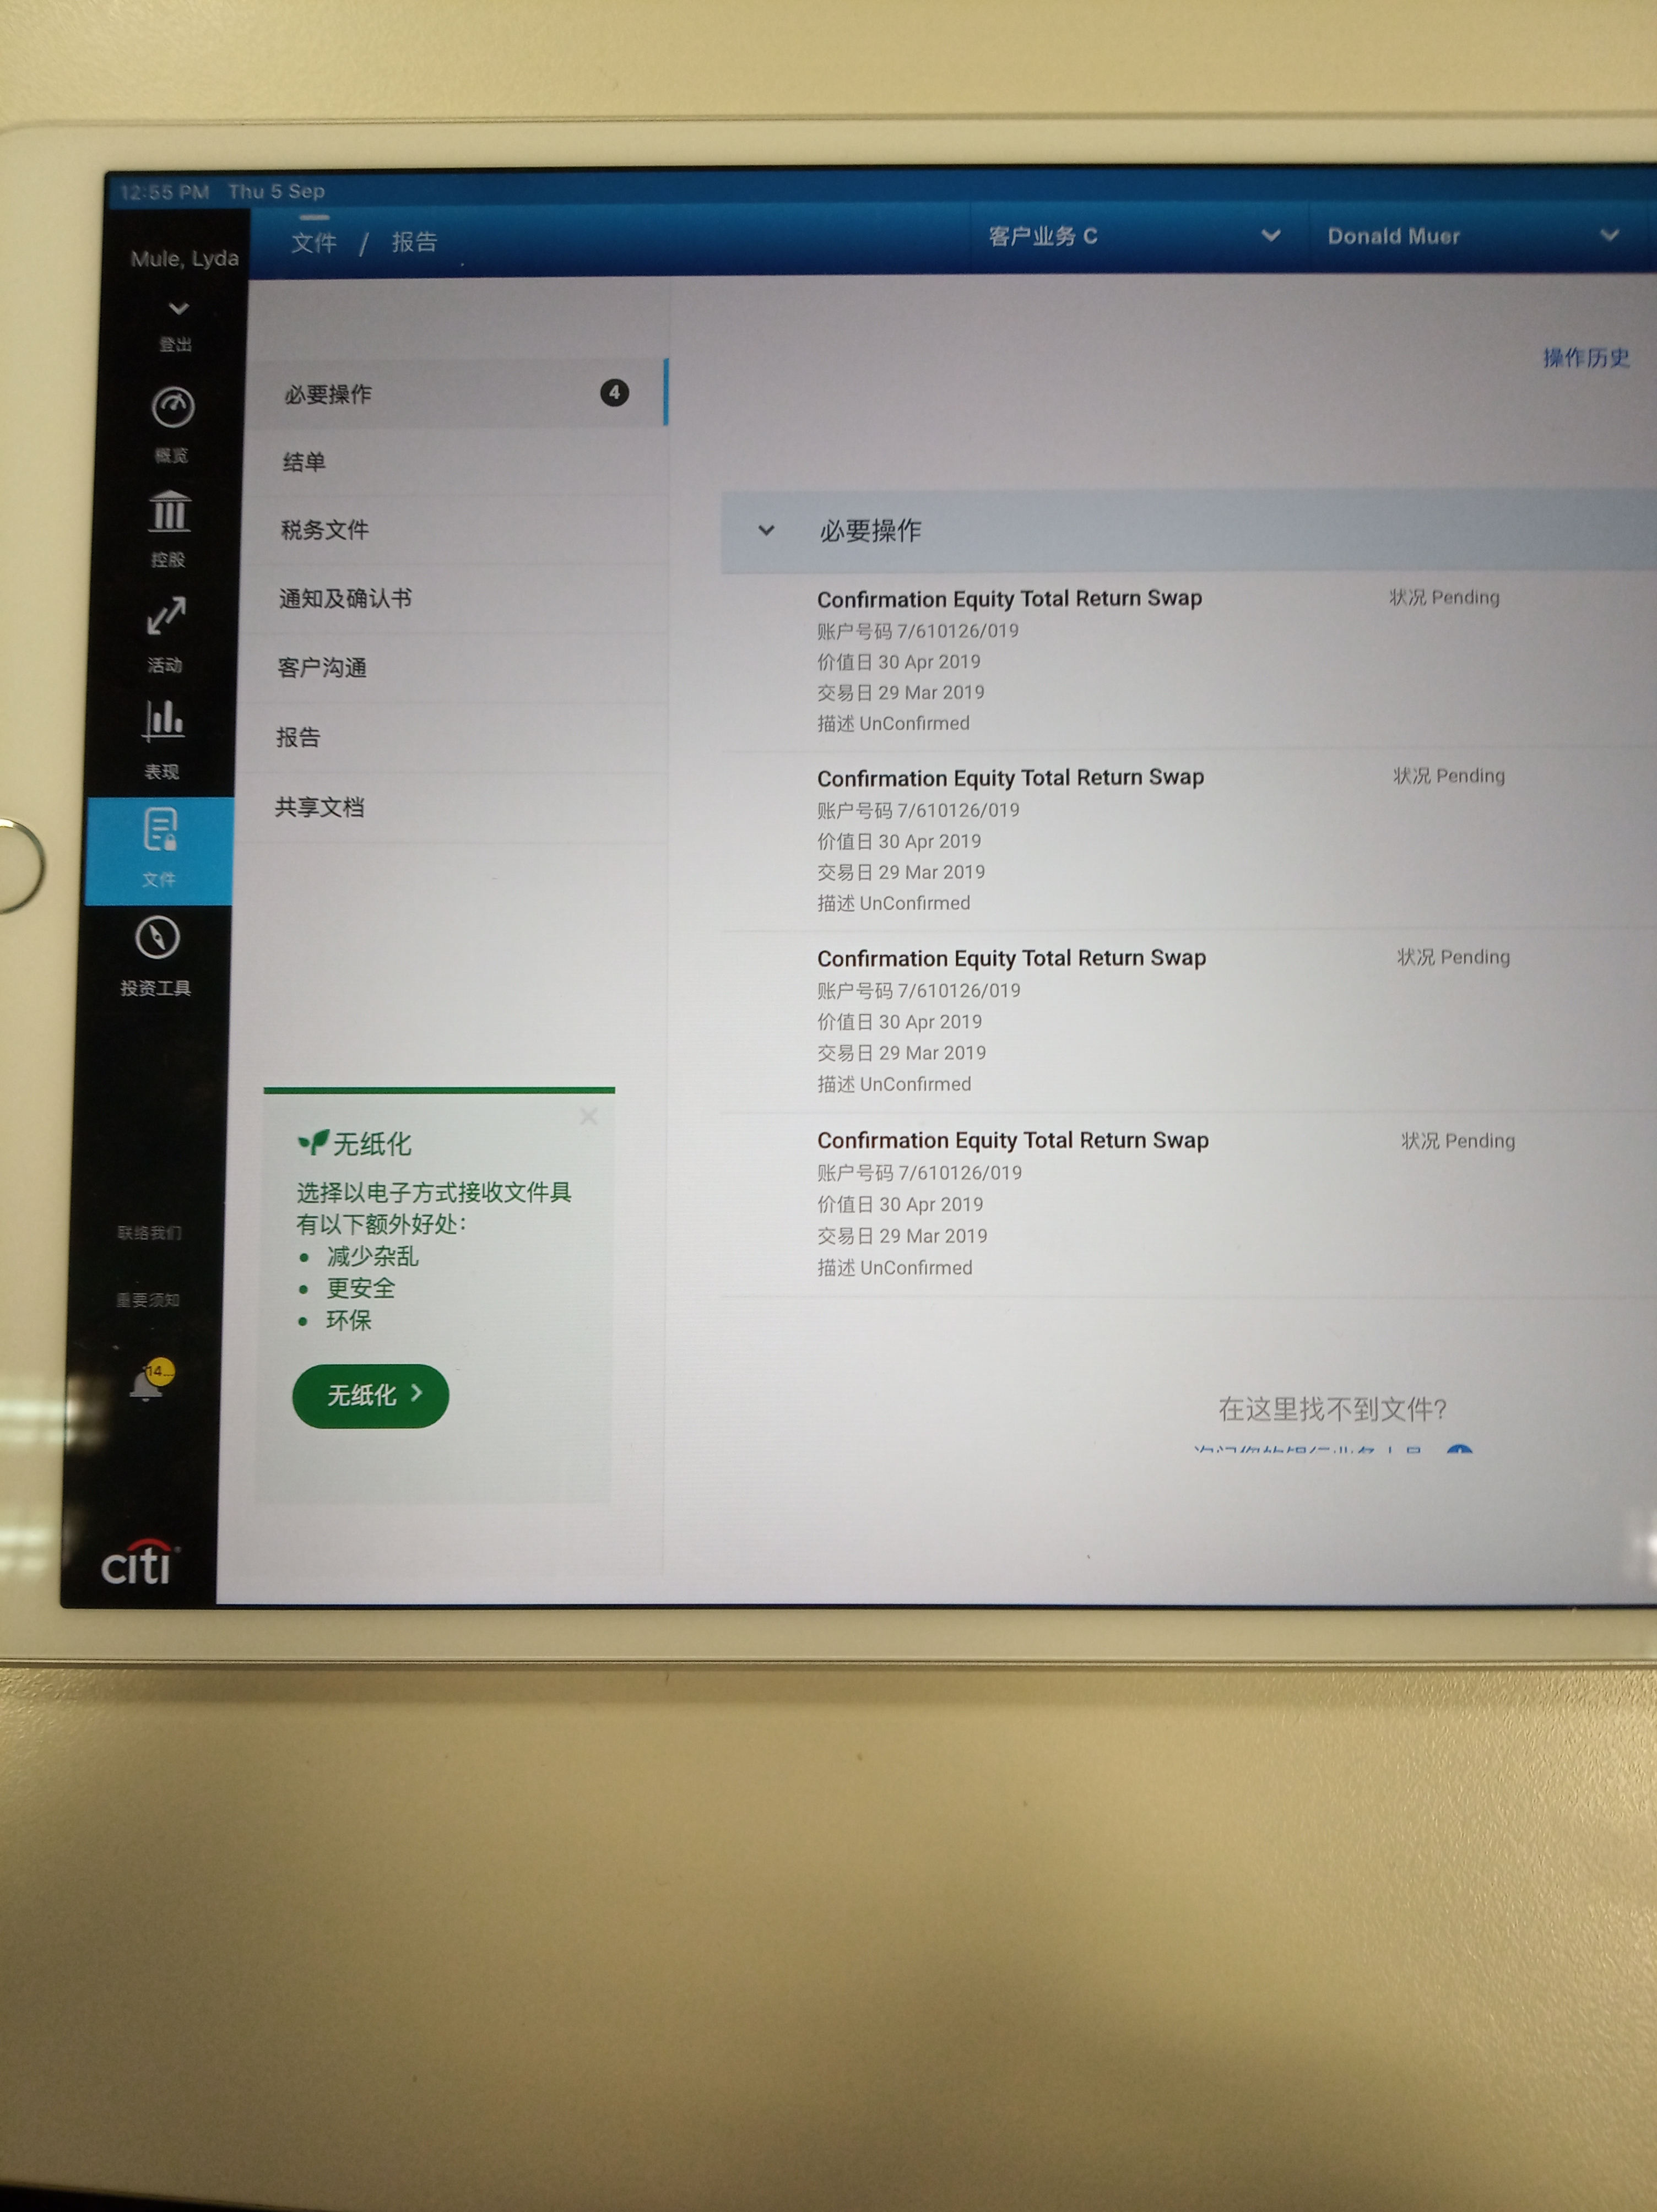 12:55 PM Thu 5 Sep
Mule, Lyda
文件 / 报告
客户业务 C
Donald Muer
登出
概览
控股
活动
表现
文件
投资工具
联络我们
重要须知
14...
citi
必要操作 4
结单
税务文件
通知及确认书
客户沟通
报告
共享文档
无纸化
选择以电子方式接收文件具
有以下额外好处：
• 减少杂乱
• 更安全
• 环保
无纸化
操作历史
必要操作
Confirmation Equity Total Return Swap 状况 Pending
账户号码 7/610126/019
价值日 30 Apr 2019
交易日 29 Mar 2019
描述 UnConfirmed
Confirmation Equity Total Return Swap 状况 Pending
账户号码 7/610126/019
价值日 30 Apr 2019
交易日 29 Mar 2019
描述 UnConfirmed
Confirmation Equity Total Return Swap 状况 Pending
账户号码 7/610126/019
价值日 30 Apr 2019
交易日 29 Mar 2019
描述 UnConfirmed
Confirmation Equity Total Return Swap 状况 Pending
账户号码 7/610126/019
价值日 30 Apr 2019
交易日 29 Mar 2019
描述 UnConfirmed
在这里找不到文件?